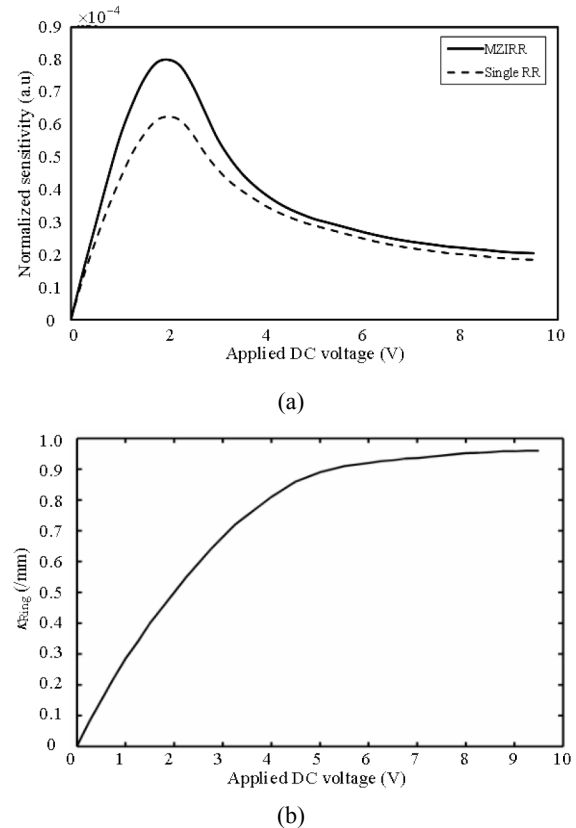 ×10⁻⁴
0.9
0.8
0.7
0.6
0.5
0.4
0.3
0.2
0.1
0
Normalized sensitivity (a.u)
MZIRR
Single RR
0 2 4 6 8 10
Applied DC voltage (V)
(a)
1.0
0.9
0.8
0.7
0.6
0.5
0.4
0.3
0.2
0.1
0
κRing (/mm)
0 1 2 3 4 5 6 7 8 9 10
Applied DC voltage (V)
(b)